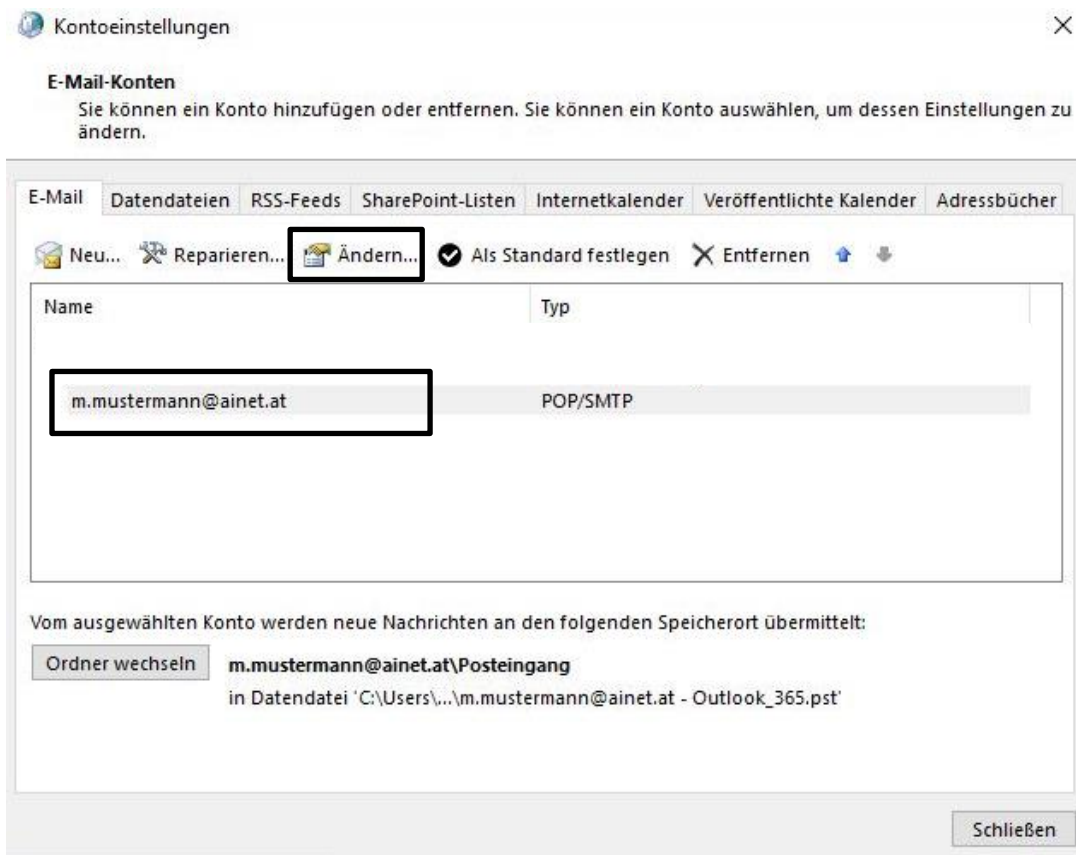 Kontoeinstellungen
E-Mail-Konten
Sie können ein Konto hinzufügen oder entfernen. Sie können ein Konto auswählen, um dessen Einstellungen zu
ändern.
E-Mail Datendateien RSS-Feeds SharePoint-Listen Internetkalender Veröffentlichte Kalender Adressbücher
Neu... Reparieren... Ändern... Als Standard festlegen Entfernen
Name Typ
m.mustermann@ainet.at POP/SMTP
Vom ausgewählten Konto werden neue Nachrichten an den folgenden Speicherort übermittelt:
Ordner wechseln m.mustermann@ainet.at\Posteingang
in Datendatei 'C:\Users\...\m.mustermann@ainet.at - Outlook_365.pst'
Schließen